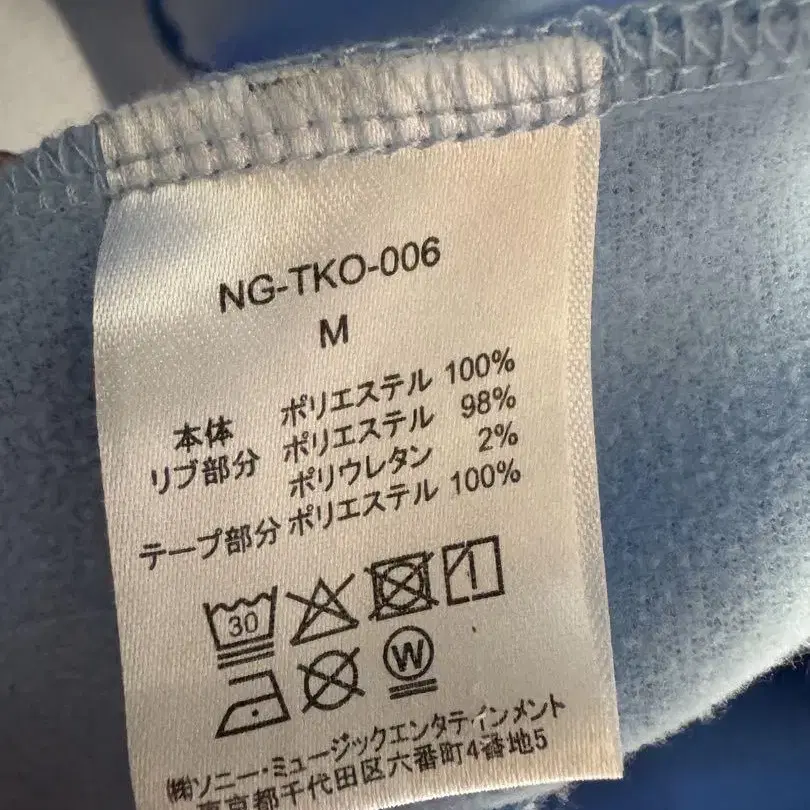 NG-TKO-006
M
本体 ポリエステル 100%
リブ部分 ポリエステル 98%
ポリウレタン 2%
テープ部分 ポリエステル 100%
30
W
㈱ソニー・ミュージックエンタテインメント
東京都千代田区六番町4番地5